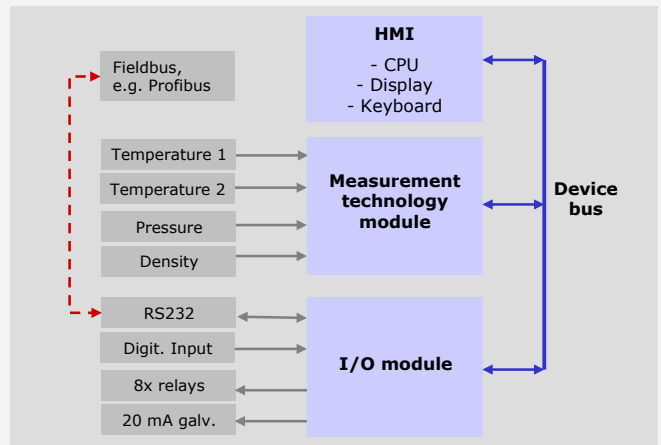 HMI
- CPU
- Display
- Keyboard
Fieldbus,
e.g. Profibus
Temperature 1
Temperature 2
Pressure
Density
Measurement
technology
module
Device
bus
RS232
Digit. Input
8x relays
20 mA galv.
I/O module